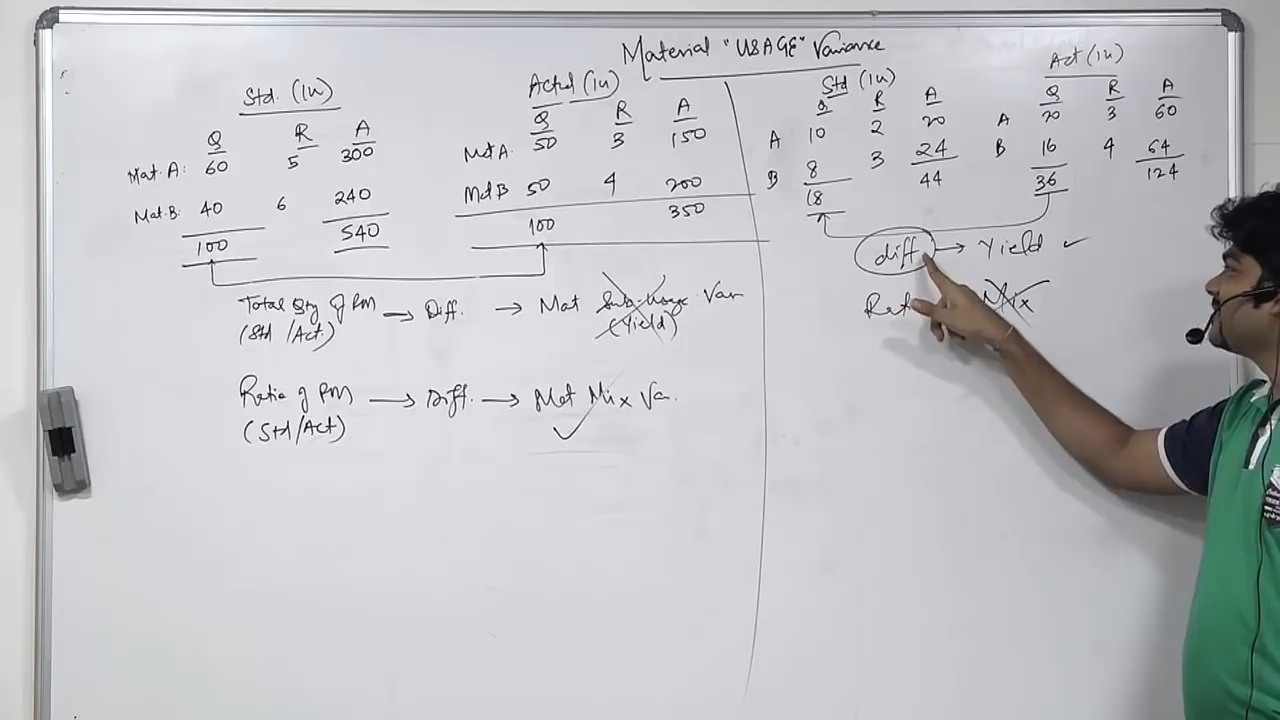 Material "USAGE" Variance
Std. (1u)
Q R A
Mat. A: 60 5 300
Mat. B: 40 6 240
100 540
Actual (1u)
Q R A
Mat A: 50 3 150
Mat B 50 4 200
100 350
Total Qty of RM → Diff. → Mat Sub-Usage Var
(Std /Act.) (Yield)
Ratio of RM → Diff. → Mat Mix Var.
(Std/Act)
Std (1u)
Q R A
A 10 2 20
B 8 3 24
18 44
Act (1u)
Q R A
A 20 3 60
B 16 4 64
36 124
diff → Yield ✓
Rati Mix